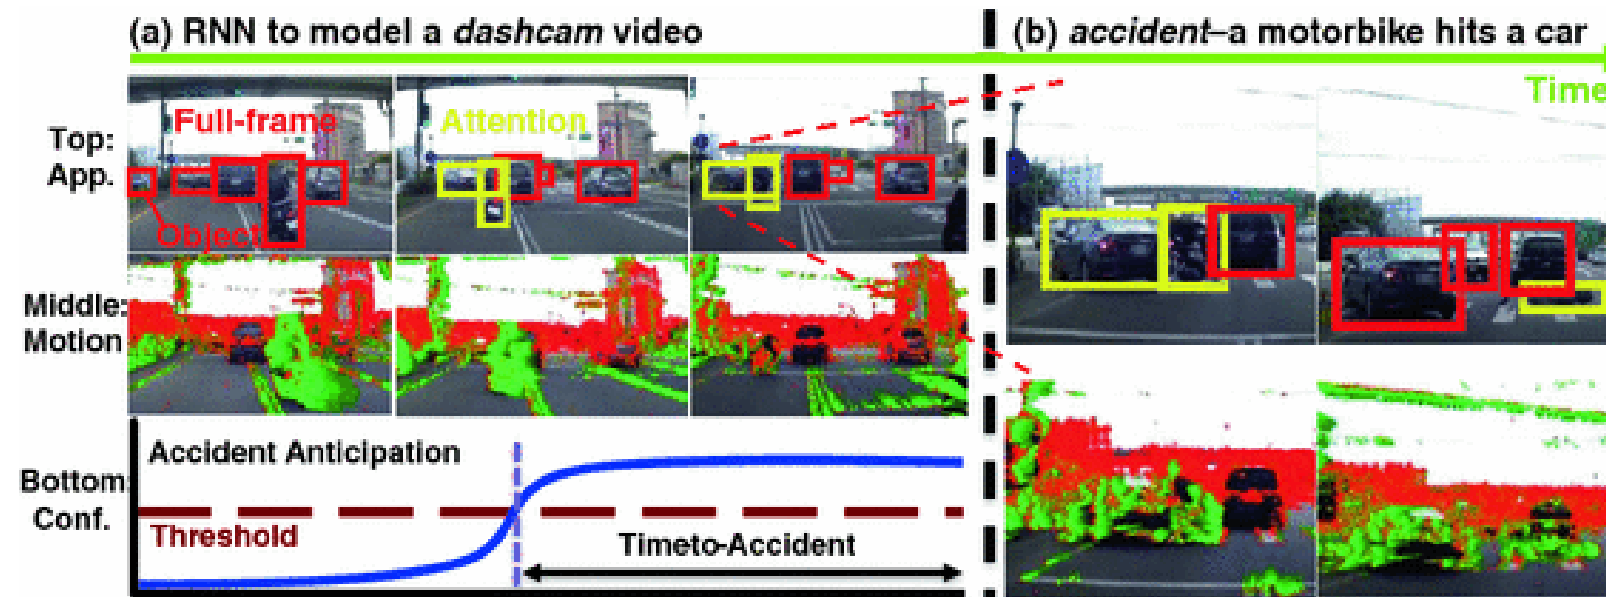 (a) RNN to model a dashcam video
(b) accident–a motorbike hits a car
Time
Top:
App.
Full-frame
Attention
Object
Middle:
Motion
Bottom:
Conf.
Accident Anticipation
Threshold
Timeto-Accident